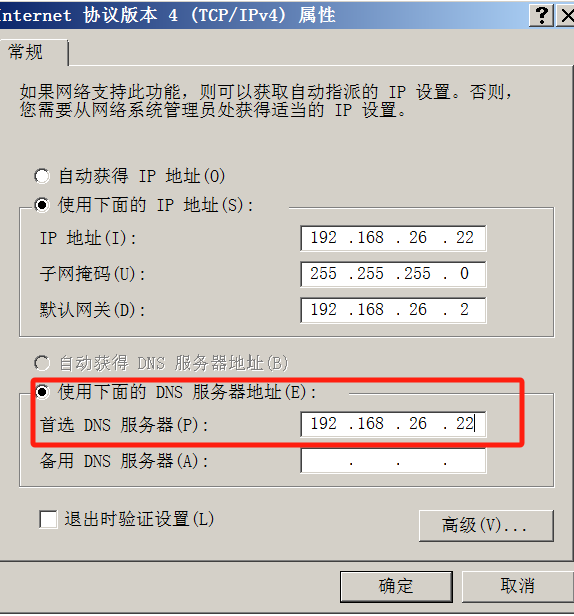 Internet 协议版本 4 (TCP/IPv4) 属性
常规
如果网络支持此功能，则可以获取自动指派的 IP 设置。否则，
您需要从网络系统管理员处获得适当的 IP 设置。
自动获得 IP 地址(O)
使用下面的 IP 地址(S):
IP 地址(I): 192 .168 . 26 . 22
子网掩码(U): 255 .255 .255 . 0
默认网关(D): 192 .168 . 26 . 2
自动获得 DNS 服务器地址(B)
使用下面的 DNS 服务器地址(E):
首选 DNS 服务器(P): 192 .168 . 26 . 22
备用 DNS 服务器(A): . . .
退出时验证设置(L)
高级(V)...
确定 取消